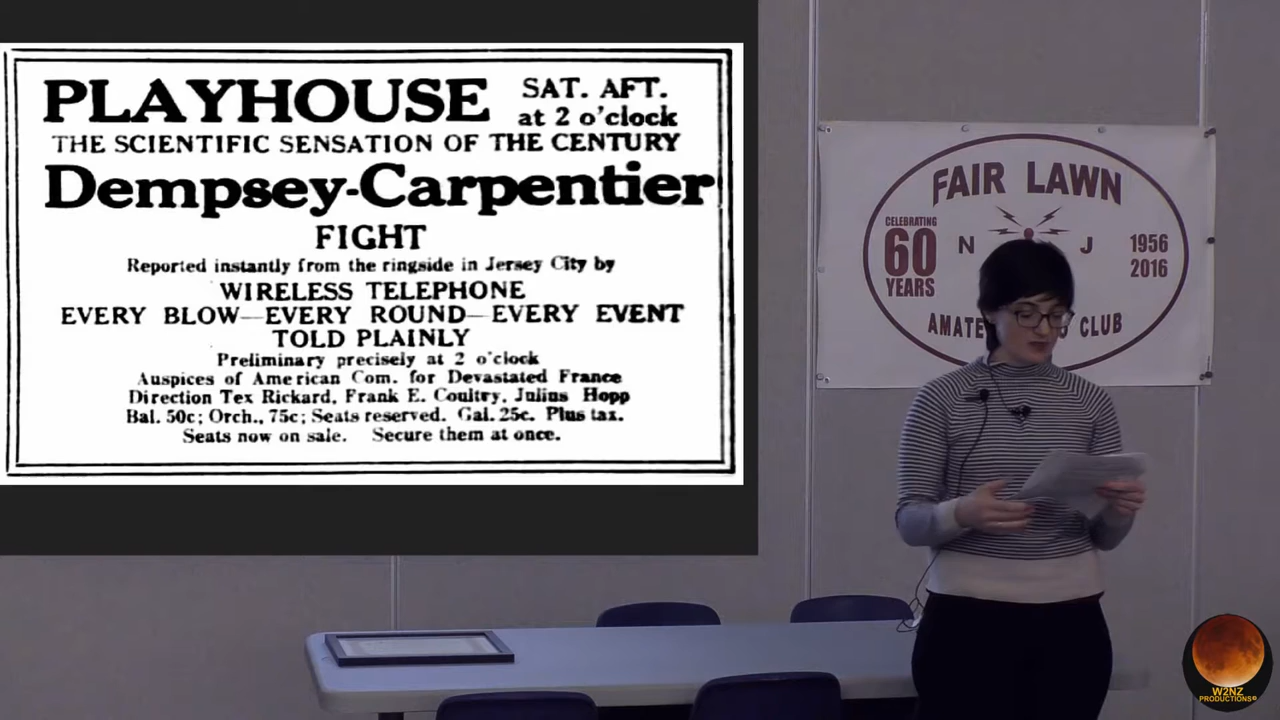 PLAYHOUSE SAT. AFT.
at 2 o'clock
THE SCIENTIFIC SENSATION OF THE CENTURY
Dempsey-Carpentier
FIGHT
Reported instantly from the ringside in Jersey City by
WIRELESS TELEPHONE
EVERY BLOW—EVERY ROUND—EVERY EVENT
TOLD PLAINLY
Preliminary precisely at 2 o'clock
Auspices of American Com. for Devastated France
Direction Tex Rickard, Frank E. Coultry, Julius Hopp
Bal. 50c; Orch., 75c; Seats reserved. Gal. 25c. Plus tax.
Seats now on sale. Secure them at once.
FAIR LAWN
CELEBRATING
60
YEARS
N J
1956
2016
CLUB
W2NZ
PRODUCTIONS©